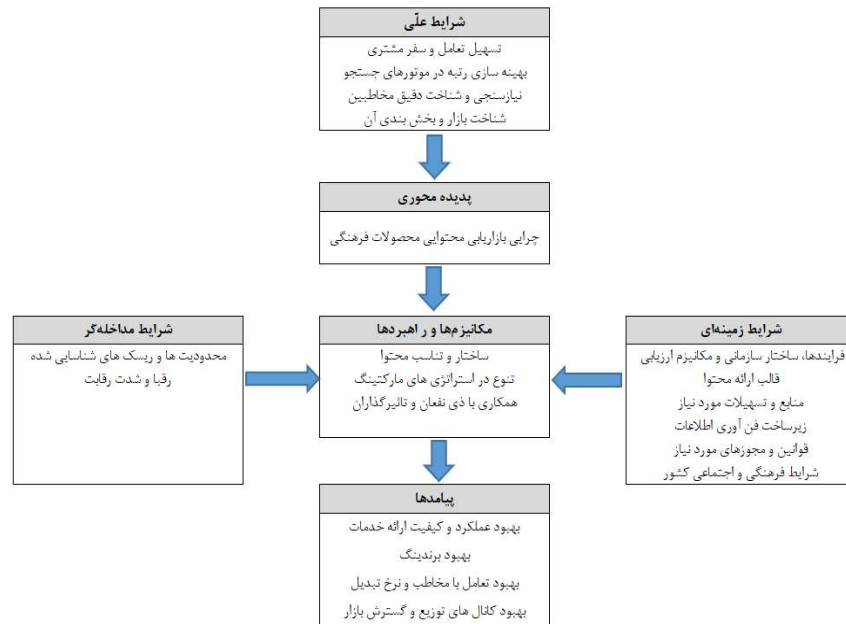 شرایط علّی
تسهیل تعامل و سفر مشتری
بهینه سازی رتبه در موتورهای جستجو
نیازسنجی و شناخت دقیق مخاطبین
شناخت بازار و بخش بندی آن
پدیده محوری
چرایی بازاریابی محتوایی محصولات فرهنگی
شرایط زمینه‌ای
فرایندها، ساختار سازمانی و مکانیزم ارزیابی
قالب ارائه محتوا
منابع و تسهیلات مورد نیاز
زیرساخت فن آوری اطلاعات
قوانین و مجوزهای مورد نیاز
شرایط فرهنگی و اجتماعی کشور
مکانیزم‌ها و راهبردها
ساختار و تناسب محتوا
تنوع در استراتژی های مارکتینگ
همکاری با ذی نفعان و تاثیرگذاران
شرایط مداخله‌گر
محدودیت ها و ریسک های شناسایی شده
رقبا و شدت رقابت
پیامدها
بهبود عملکرد و کیفیت ارائه خدمات
بهبود برندینگ
بهبود تعامل با مخاطب و نرخ تبدیل
بهبود کانال های توزیع و گسترش بازار